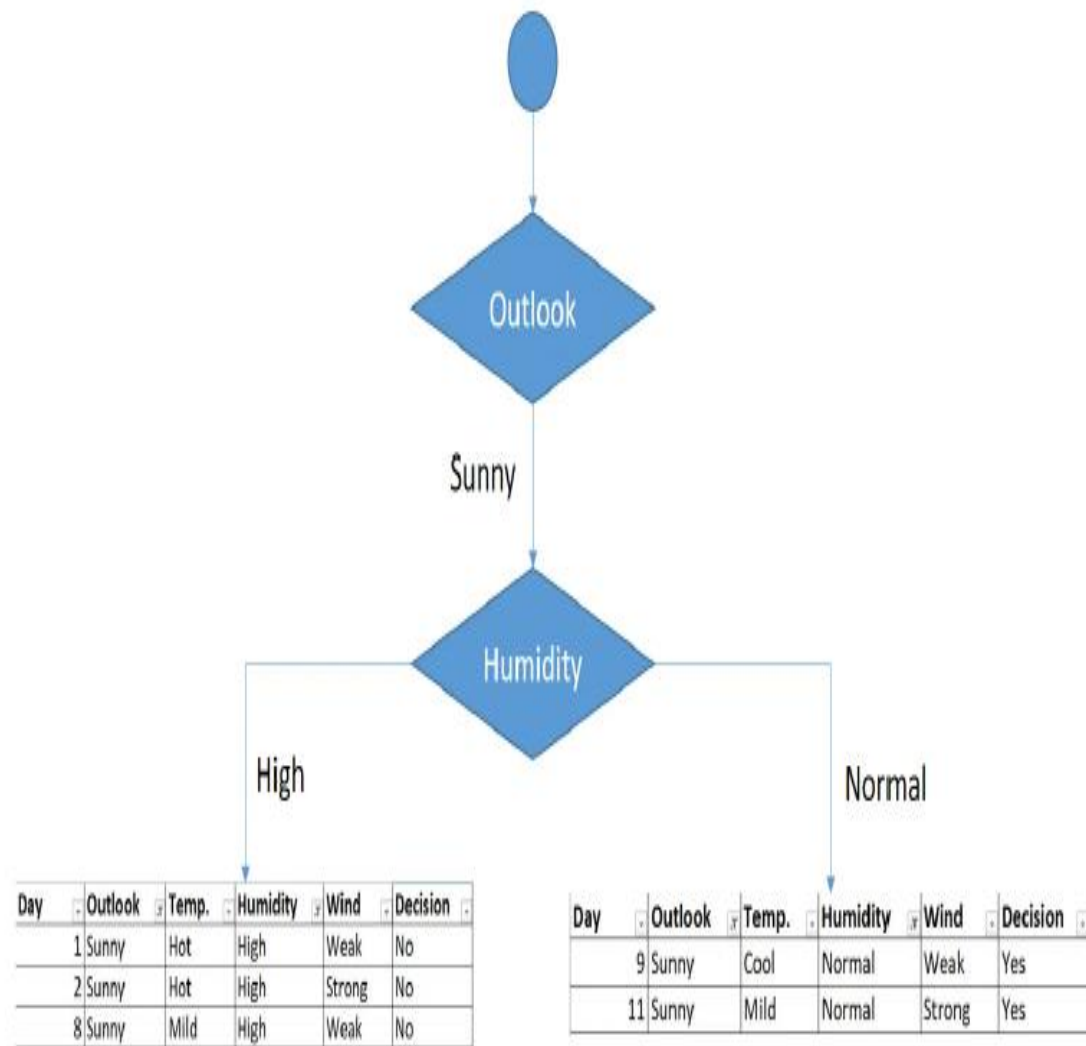 Outlook
Sunny
Humidity
High
Normal
Day Outlook Temp. Humidity Wind Decision
1 Sunny Hot High Weak No
2 Sunny Hot High Strong No
8 Sunny Mild High Weak No
Day Outlook Temp. Humidity Wind Decision
9 Sunny Cool Normal Weak Yes
11 Sunny Mild Normal Strong Yes